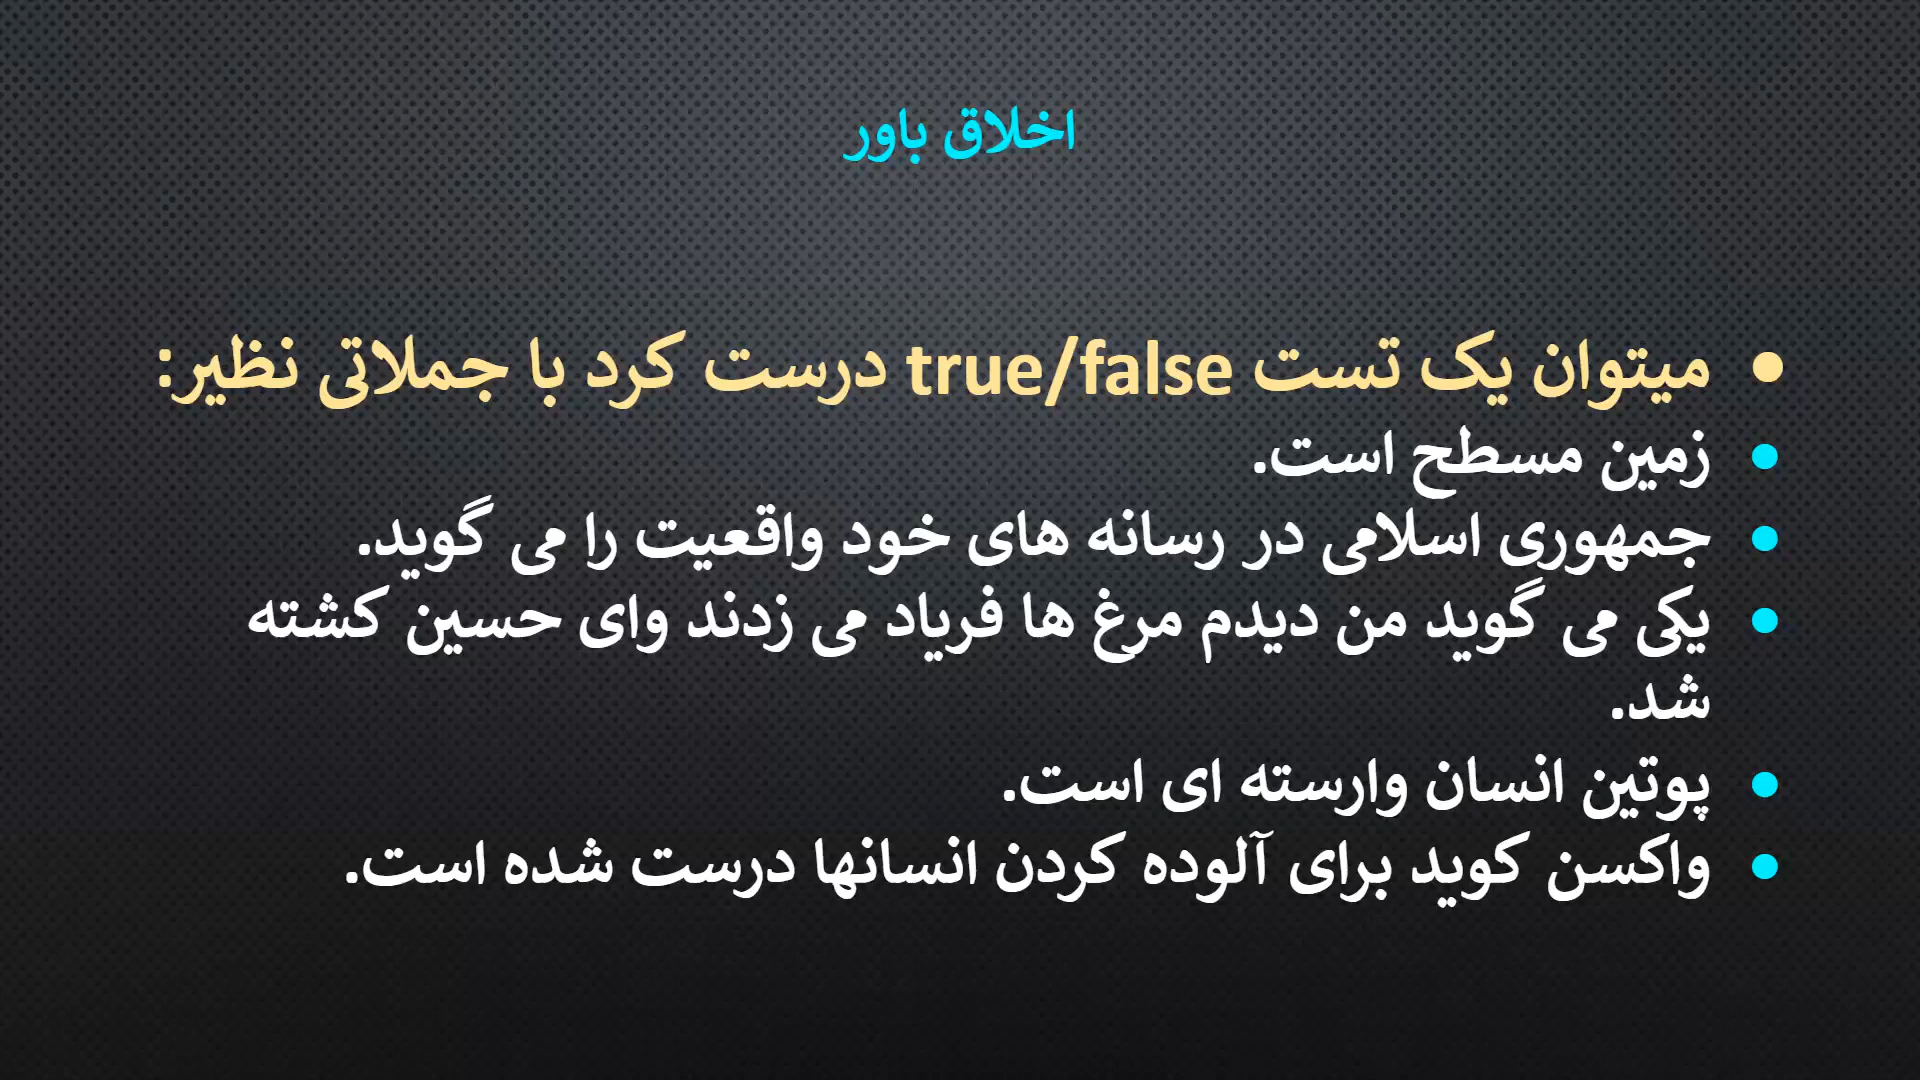 اخلاق باور
• میتوان یک تست true/false درست کرد با جملاتی نظیر:
• زمین مسطح است.
• جمهوری اسلامی در رسانه های خود واقعیت را می گوید.
• یکی می گوید من دیدم مرغ ها فریاد می زدند وای حسین کشته
شد.
• پوتین انسان وارسته ای است.
• واکسن کوید برای آلوده کردن انسانها درست شده است.